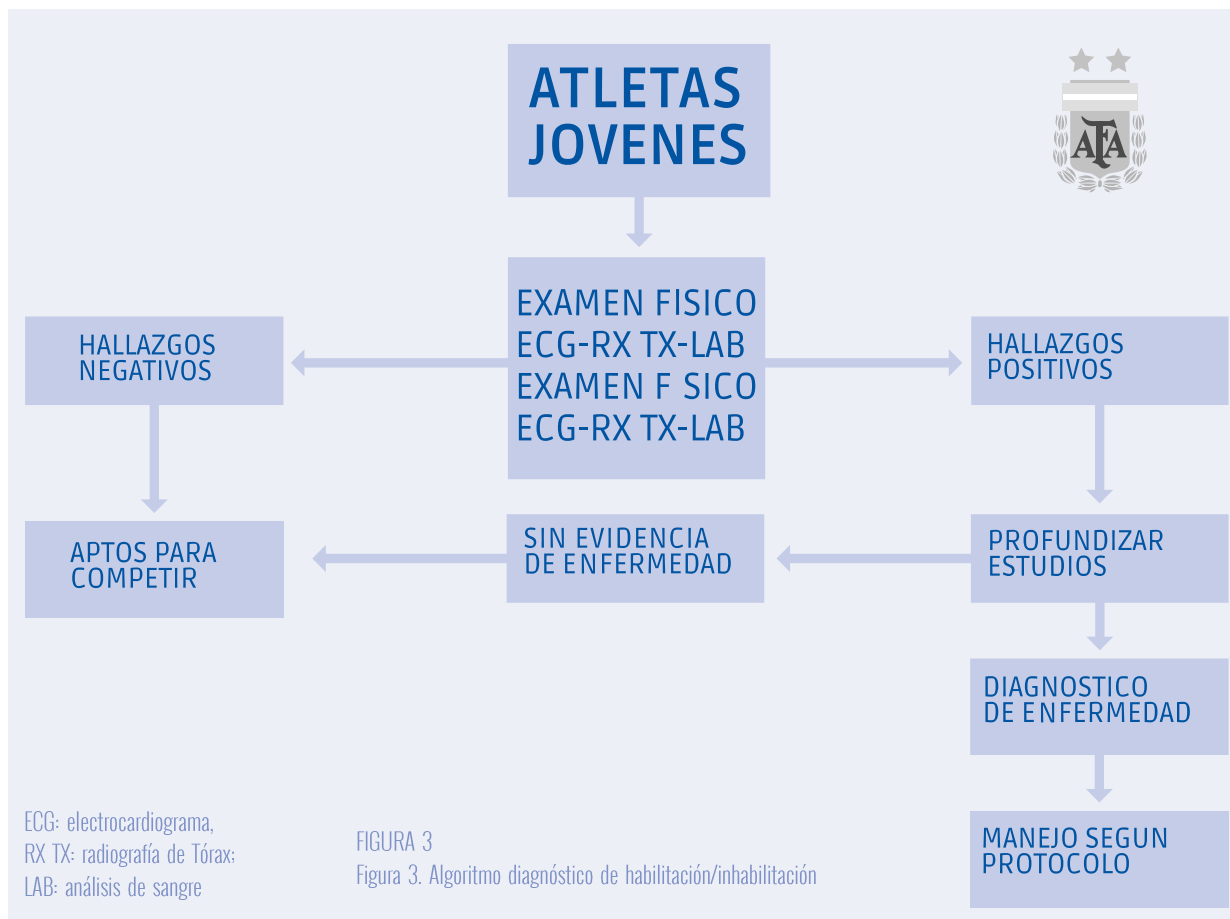 ATLETAS
JOVENES
AFA
EXAMEN FISICO
ECG-RX TX-LAB
EXAMEN F SICO
ECG-RX TX-LAB
HALLAZGOS
NEGATIVOS
HALLAZGOS
POSITIVOS
APTOS PARA
COMPETIR
SIN EVIDENCIA
DE ENFERMEDAD
PROFUNDIZAR
ESTUDIOS
DIAGNOSTICO
DE ENFERMEDAD
MANEJO SEGUN
PROTOCOLO
ECG: electrocardiograma,
RX TX: radiografía de Tórax;
LAB: análisis de sangre
FIGURA 3
Figura 3. Algoritmo diagnóstico de habilitación/inhabilitación